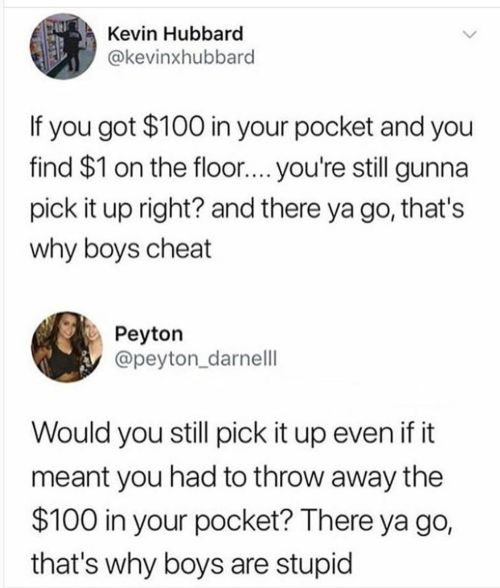 Kevin Hubbard
@kevinxhubbard
If you got $100 in your pocket and you
find $1 on the floor.... you're still gunna
pick it up right? and there ya go, that's
why boys cheat
Peyton
@peyton_darnelll
Would you still pick it up even if it
meant you had to throw away the
$100 in your pocket? There ya go,
that's why boys are stupid